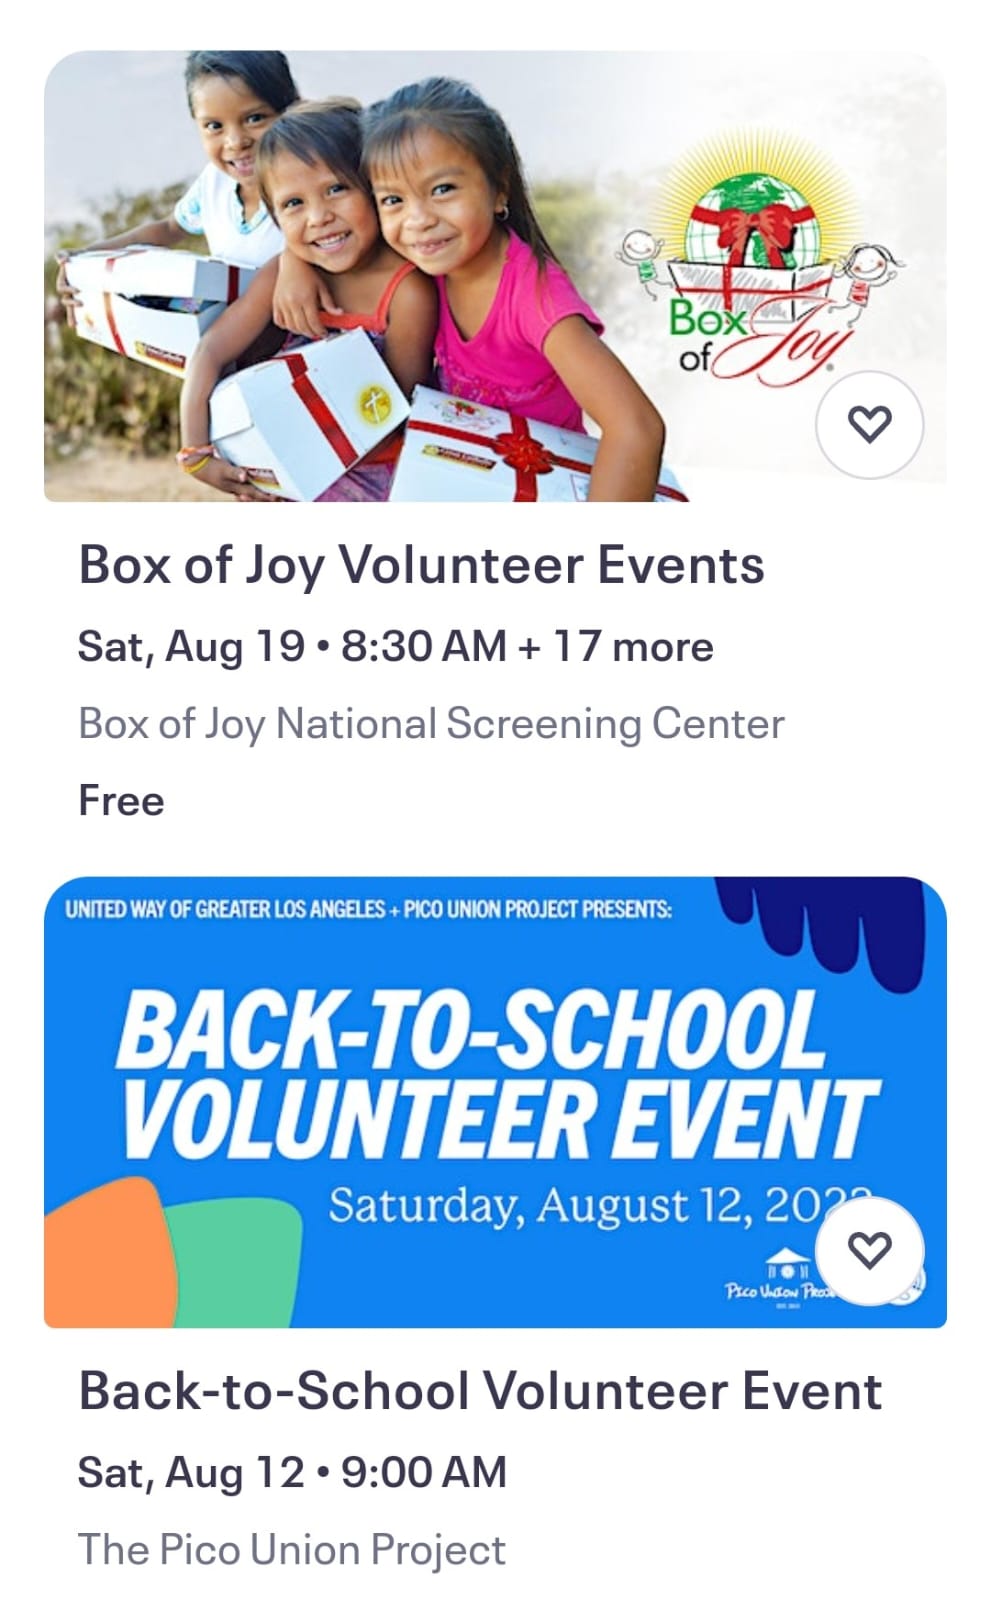 Box
of Joy
Box of Joy Volunteer Events
Sat, Aug 19 • 8:30 AM + 17 more
Box of Joy National Screening Center
Free
UNITED WAY OF GREATER LOS ANGELES + PICO UNION PROJECT PRESENTS:
BACK-TO-SCHOOL
VOLUNTEER EVENT
Saturday, August 12,
Pico Union
Back-to-School Volunteer Event
Sat, Aug 12 • 9:00 AM
The Pico Union Project